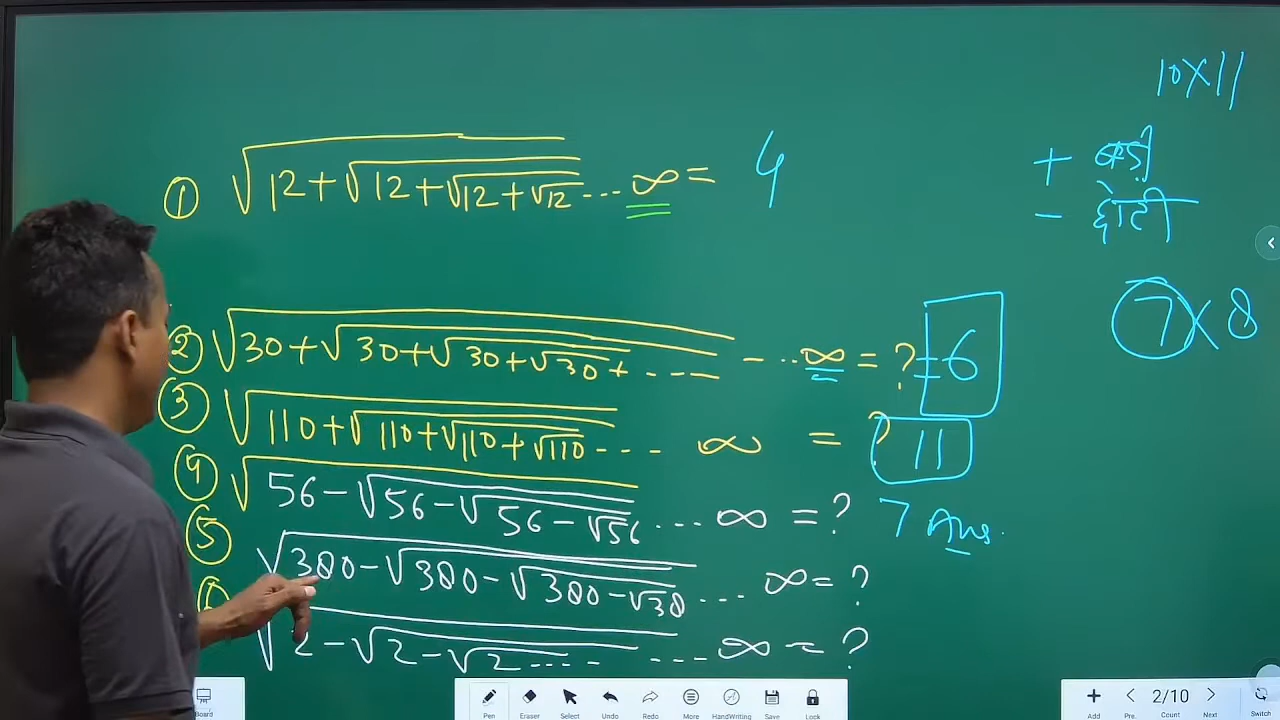 10×11
① √12+√12+√12+√12 ... ∞ = 4
+ बड़ी
- छोटी
7×8
② √30+√30+√30+√30+ - --- - -.. ∞ = ? = 6
③ √110+√110+√110+√110 - - - ∞ = ? 11
④ √56-√56-√56-√56 ... ∞ = ? 7 Ans.
⑤ √380-√380-√380-√38 ... ∞ = ?
√2-√2-√2 ..... ... ∞ = ?
Board
Pen Eraser Select Undo Redo More HandWriting Save Lock
Add Pre. 2/10 Count Next Switch